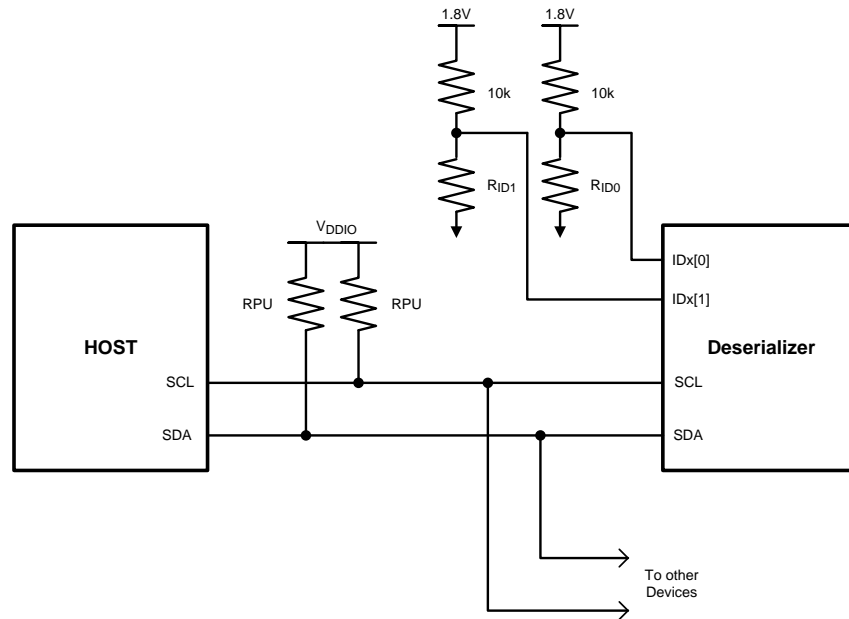 1.8V
1.8V
10k
10k
RID1
RID0
VDDIO
RPU
RPU
IDx[0]
IDx[1]
HOST
Deserializer
SCL
SCL
SDA
SDA
To other
Devices